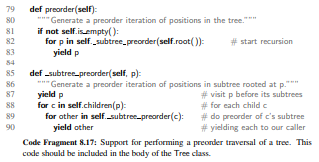 79 def preorder(self):
80 """Generate a preorder iteration of positions in the tree."""
81 if not self.is_empty( ):
82 for p in self._subtree_preorder(self.root( )): # start recursion
83 yield p
84
85 def _subtree_preorder(self, p):
86 """Generate a preorder iteration of positions in subtree rooted at p."""
87 yield p # visit p before its subtrees
88 for c in self.children(p): # for each child c
89 for other in self._subtree_preorder(c): # do preorder of c's subtree
90 yield other # yielding each to our caller
Code Fragment 8.17: Support for performing a preorder traversal of a tree. This
code should be included in the body of the Tree class.